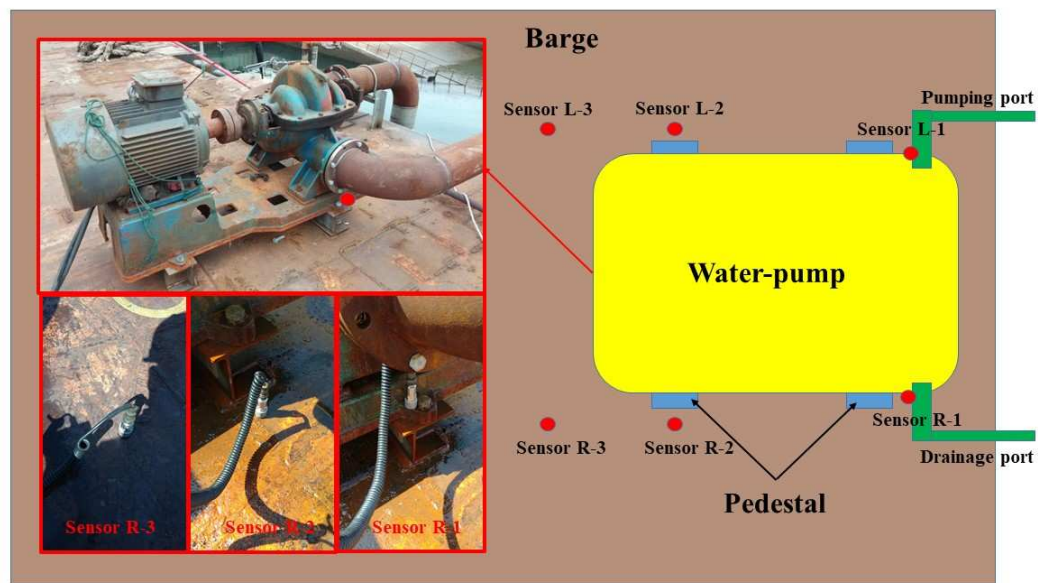 Barge
Pumping port
Sensor L-3
Sensor L-2
Sensor L-1
Water-pump
Sensor R-1
Sensor R-3
Sensor R-2
Drainage port
Pedestal
Sensor R-3
Sensor R-2
Sensor R-1